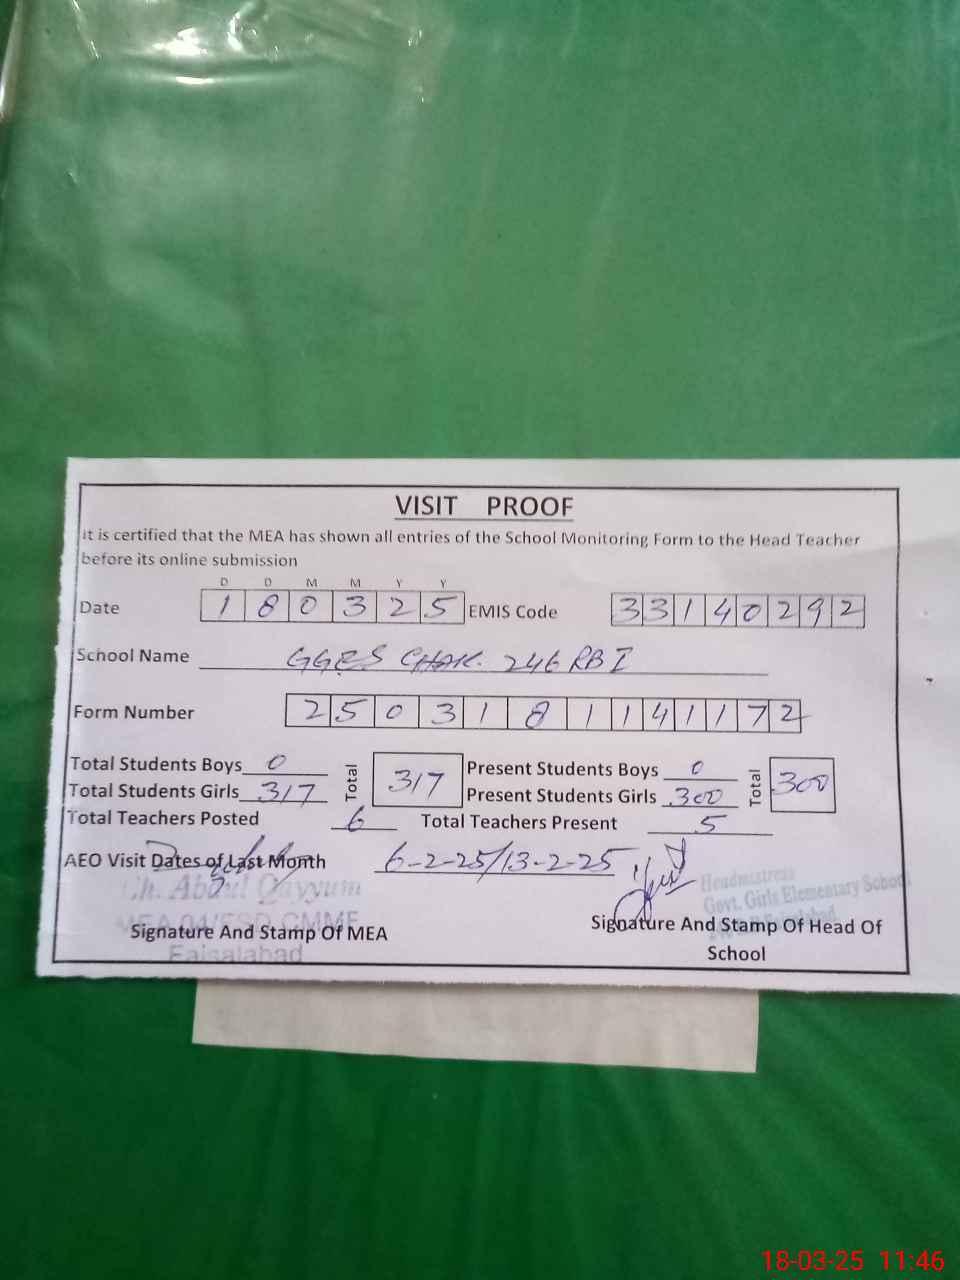 VISIT PROOF
It is certified that the MEA has shown all entries of the School Monitoring Form to the Head Teacher
before its online submission
D D M M Y Y
Date 1 8 0 3 2 5 EMIS Code 3 3 1 4 0 2 9 2
School Name GGES CHAK. 246 RB I
Form Number 2 5 0 3 1 8 1 1 4 1 1 7 2
Total Students Boys 0 Total 317 Present Students Boys 0 Total 300
Total Students Girls 317 Present Students Girls 300
Total Teachers Posted 6 Total Teachers Present 5
AEO Visit Dates of Last Month 6-2-25/13-2-25
Ch. Abdul Qayyum
Headmistress
Govt. Girls Elementary School
Signature And Stamp Of MEA
Faisalabad
Signature And Stamp Of Head Of
School
18-03-25 11:46